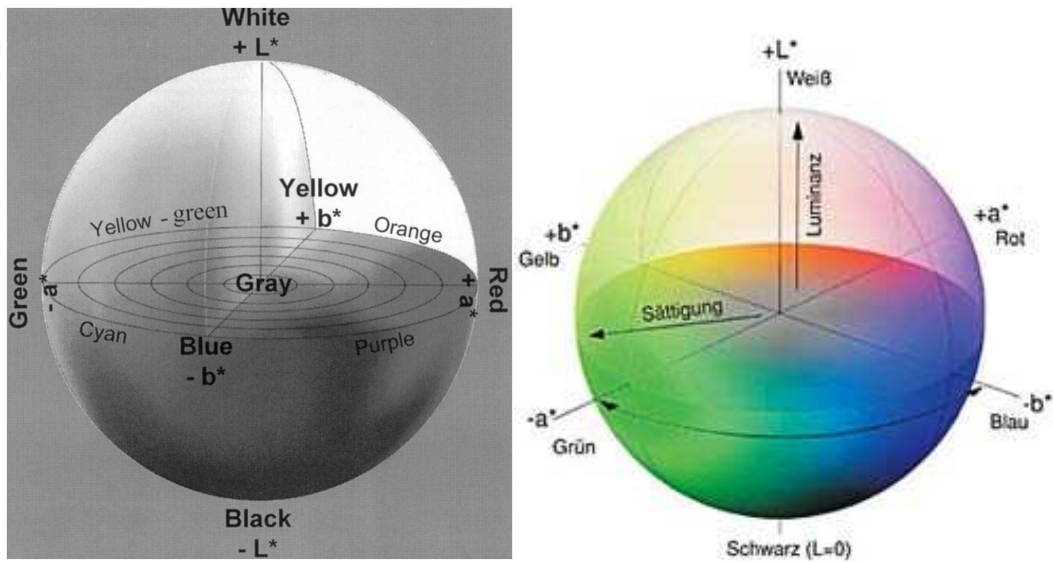 White
+ L*
Yellow
+ b*
Yellow - green
Orange
Green
- a*
Gray
+ a*
Red
Cyan
Blue
- b*
Purple
Black
- L*
+L*
Weiß
Luminanz
+a*
Rot
+b*
Gelb
Sättigung
-a*
Grün
-b*
Blau
Schwarz (L=0)